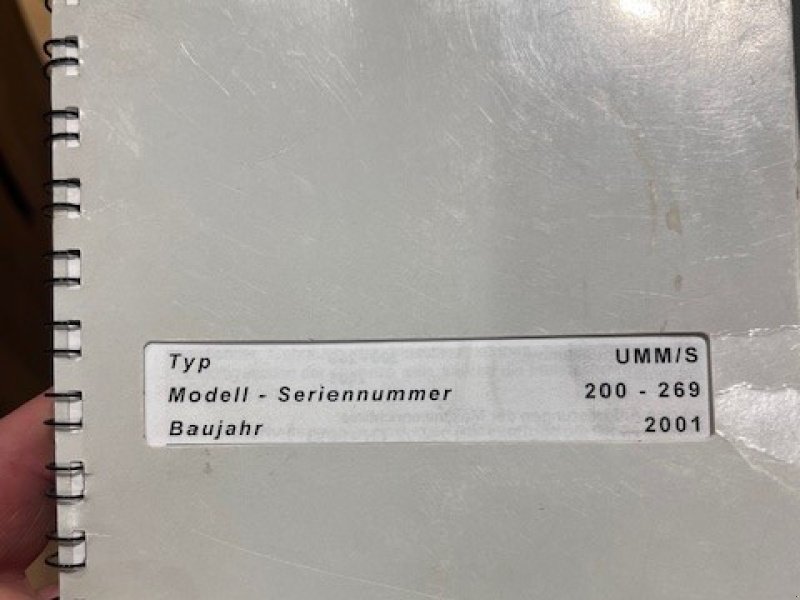 Typ UMM/S
Modell - Seriennummer 200 - 269
Baujahr 2001